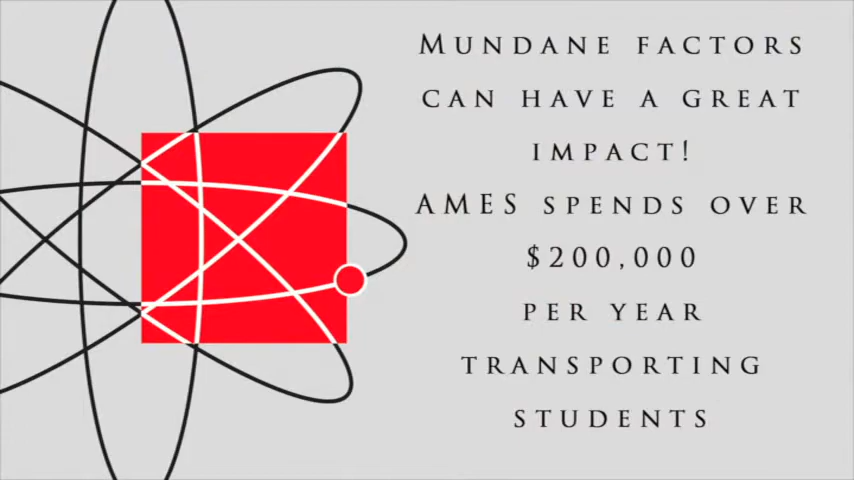 Mundane factors
can have a great
impact!
AMES spends over
$200,000
per year
transporting
students